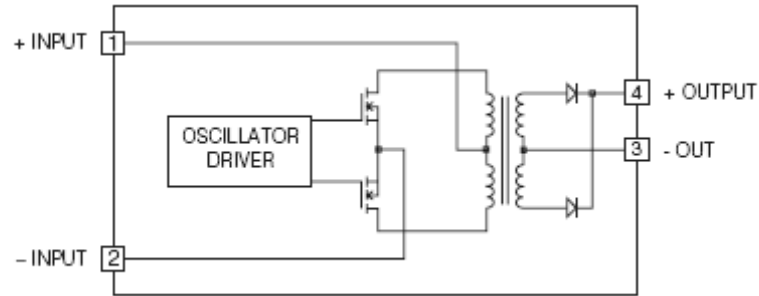 + INPUT 1
4 + OUTPUT
OSCILLATOR
DRIVER
3 - OUT
– INPUT 2